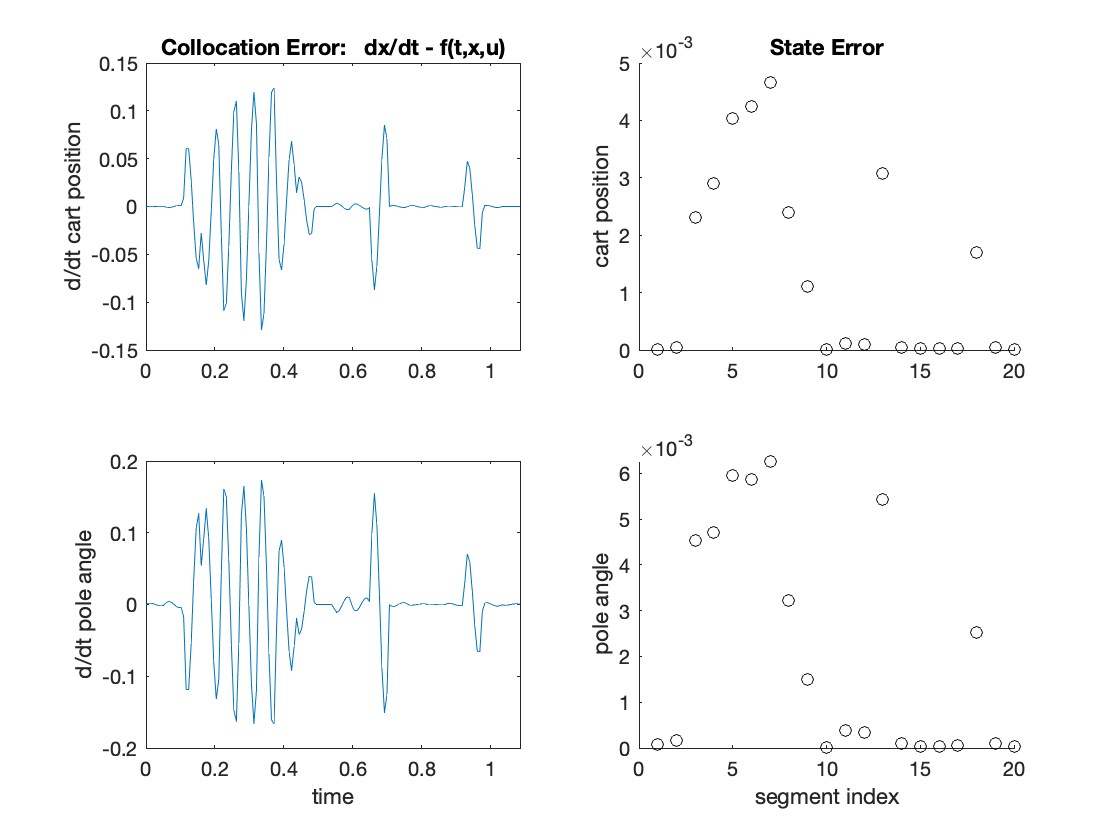 Collocation Error:   dx/dt - f(t,x,u)
d/dt cart position
0.15
0.1
0.05
0
-0.05
-0.1
-0.15
0 0.2 0.4 0.6 0.8 1
State Error
×10⁻³
cart position
5
4
3
2
1
0
0 5 10 15 20
d/dt pole angle
0.2
0.1
0
-0.1
-0.2
0 0.2 0.4 0.6 0.8 1
time
×10⁻³
pole angle
6
5
4
3
2
1
0
0 5 10 15 20
segment index